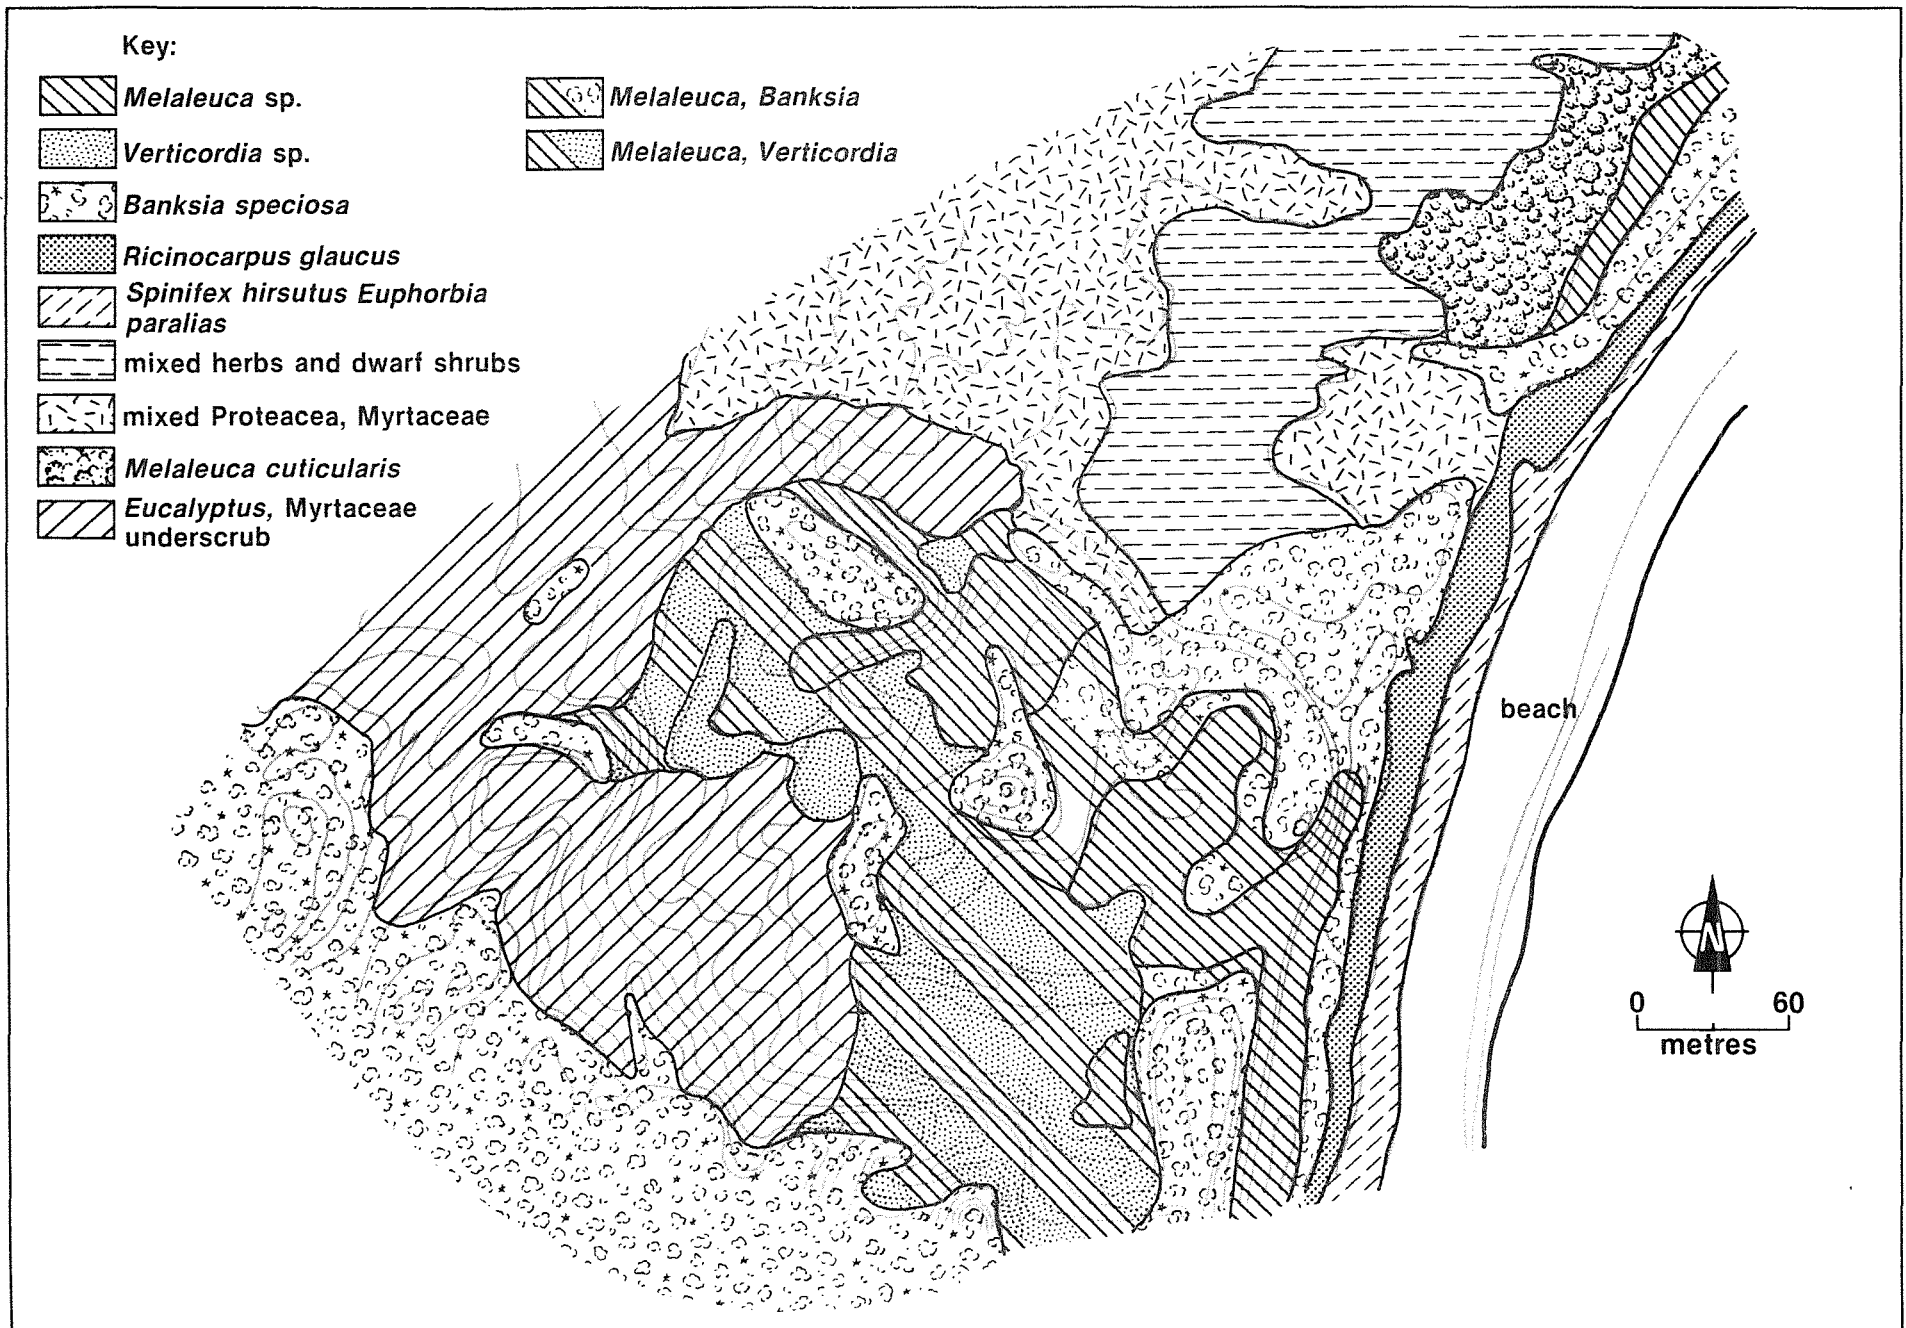 Key:
Melaleuca sp.
Verticordia sp.
Banksia speciosa
Ricinocarpus glaucus
Spinifex hirsutus Euphorbia
paralias
mixed herbs and dwarf shrubs
mixed Proteacea, Myrtaceae
Melaleuca cuticularis
Eucalyptus, Myrtaceae
underscrub
Melaleuca, Banksia
Melaleuca, Verticordia
beach
N
0 60
metres